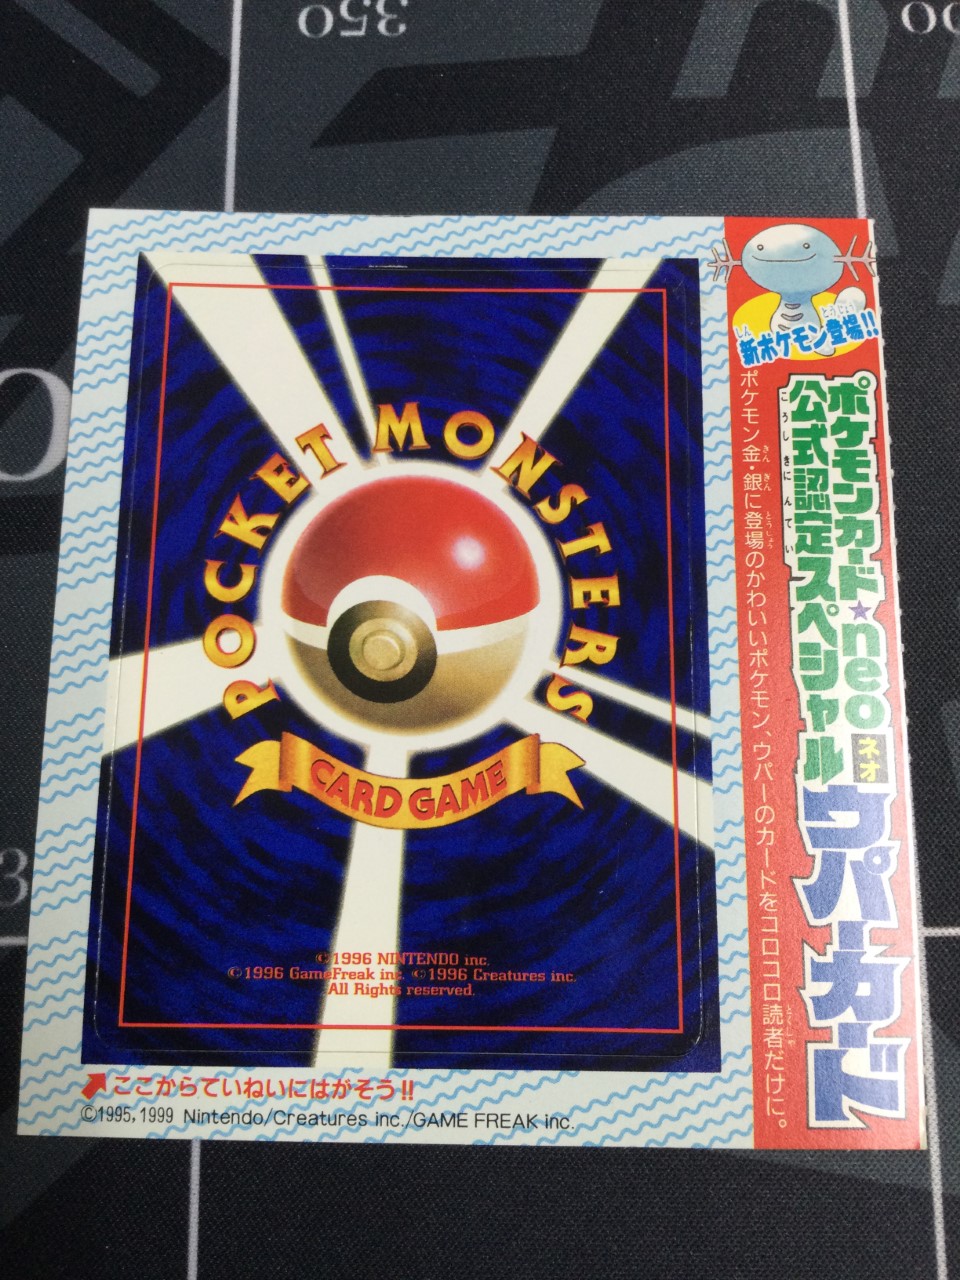 350
POCKET MONSTERS
CARD GAME
©1996 NINTENDO inc.
©1996 GameFreak inc. ©1996 Creatures inc.
All Rights reserved.
ここからていねいにはがそう!!
©1995,1999 Nintendo/Creatures inc./GAME FREAK inc.
新ポケモン登場!!
ポケモンカード★neo
ネオ
公式認定スペシャル
ウパーカード
ポケモン金・銀に登場のかわいいポケモン、ウパーのカードをコロコロ読者だけに。